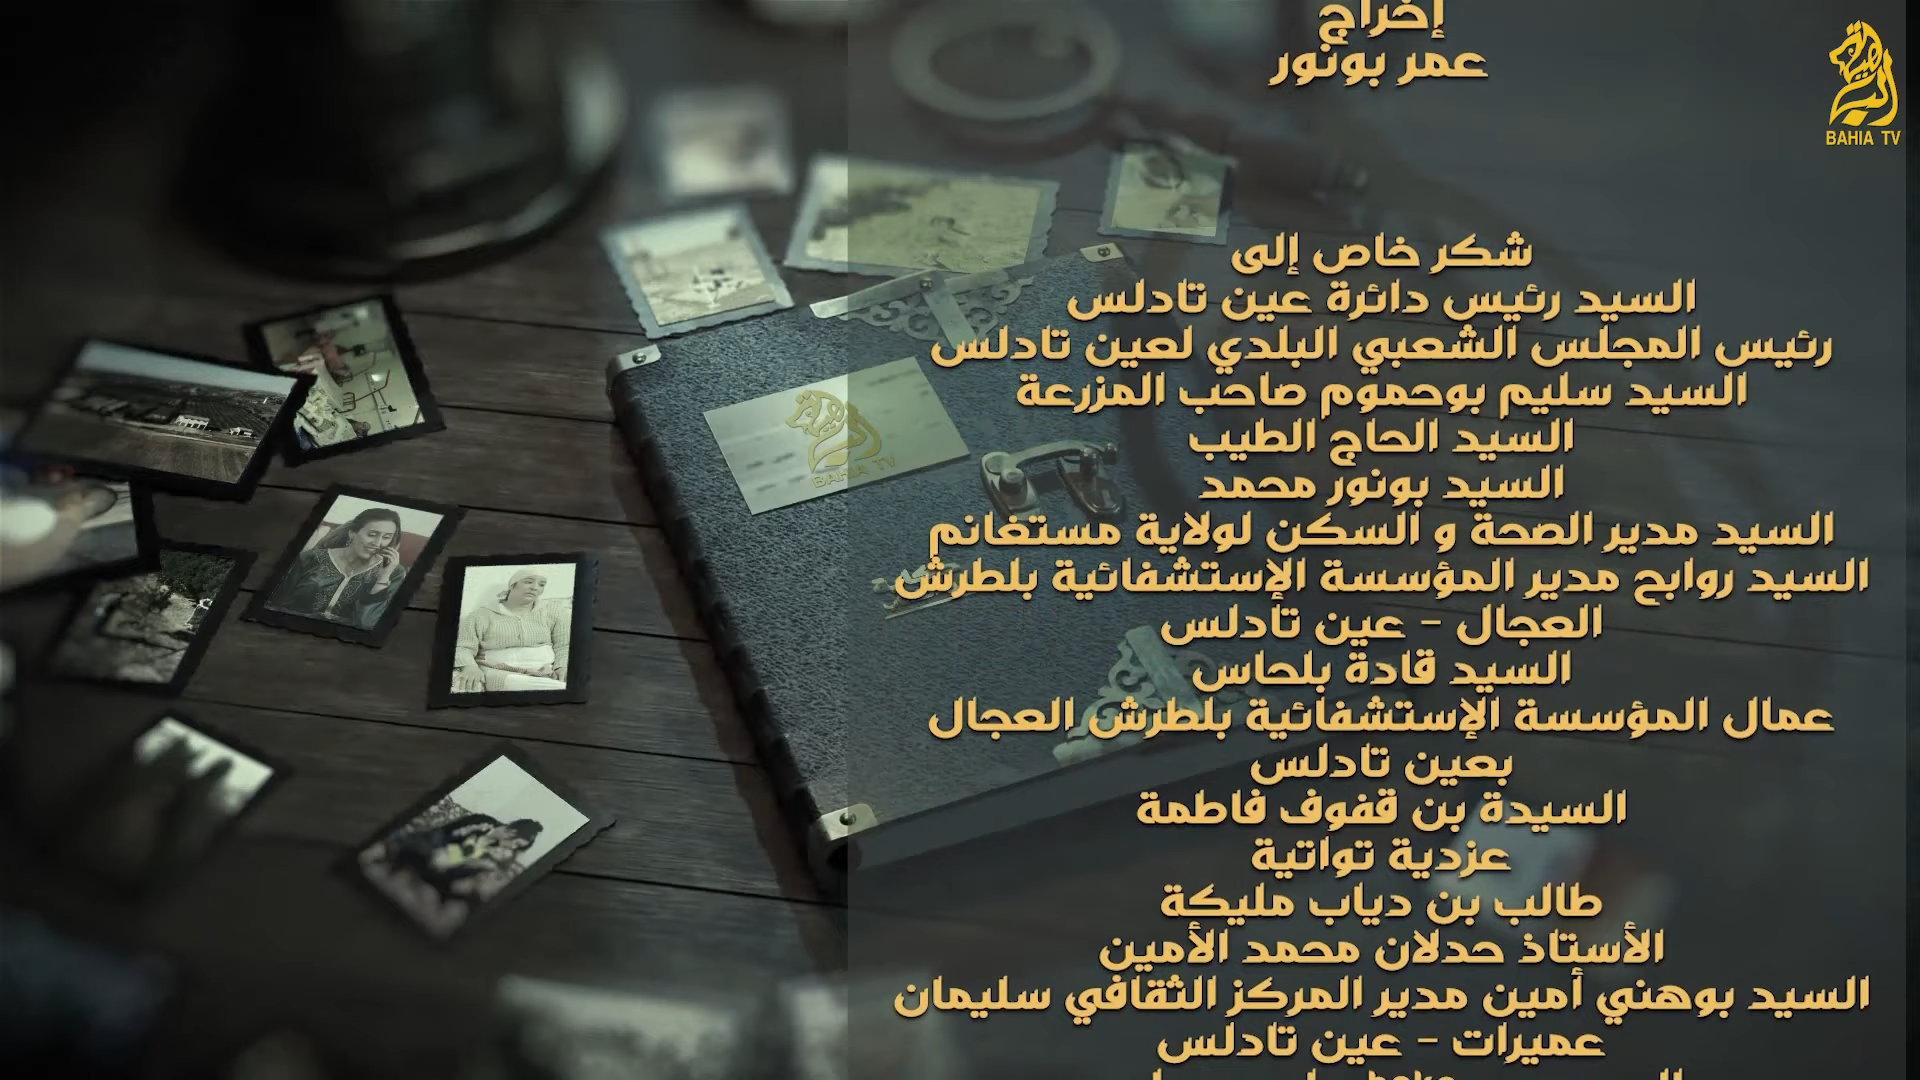 إخراج
عمر بونور
البهية
BAHIA TV
شكر خاص إلى
السيد رئيس دائرة عين تادلس
رئيس المجلس الشعبي البلدي لعين تادلس
السيد سليم بوحموم صاحب المزرعة
السيد الحاج الطيب
السيد بونور محمد
السيد مدير الصحة و السكن لولاية مستغانم
السيد روابح مدير المؤسسة الإستشفائية بلطرش
العجال - عين تادلس
السيد قادة بلحاس
عمال المؤسسة الإستشفائية بلطرش العجال
بعين تادلس
السيدة بن قفوف فاطمة
عزدية تواتية
طالب بن دياب مليكة
الأستاذ حدلان محمد الأمين
السيد بوهني أمين مدير المركز الثقافي سليمان
عميرات - عين تادلس
BAHIA TV